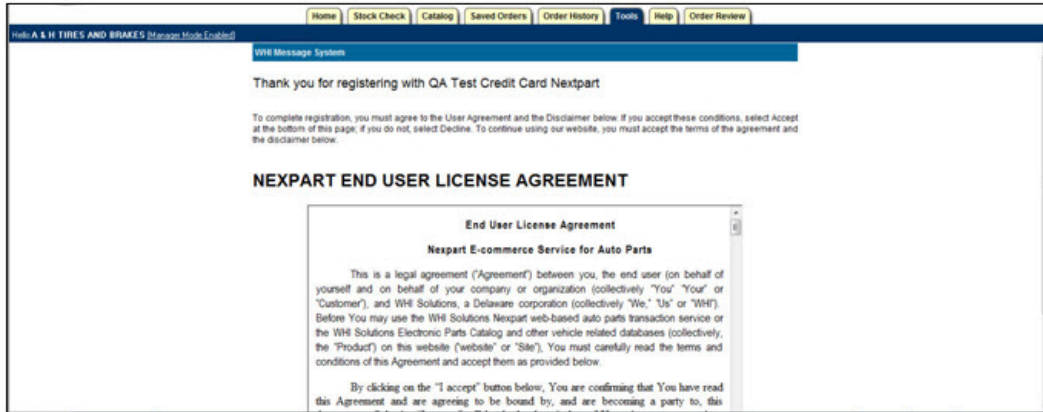 Home Stock Check Catalog Saved Orders Order History Tools Help Order Review
Hello A & H TIRES AND BRAKES [Manager Mode Enabled]
WHI Message System
Thank you for registering with QA Test Credit Card Nextpart
To complete registration, you must agree to the User Agreement and the Disclaimer below. If you accept these conditions, select Accept
at the bottom of this page; if you do not, select Decline. To continue using our website, you must accept the terms of the agreement and
the disclaimer below.
NEXPART END USER LICENSE AGREEMENT
End User License Agreement
Nexpart E-commerce Service for Auto Parts
This is a legal agreement ("Agreement") between you, the end user (on behalf of
yourself and on behalf of your company or organization (collectively "You" "Your" or
"Customer"), and WHI Solutions, a Delaware corporation (collectively "We," "Us" or "WHI").
Before You may use the WHI Solutions Nexpart web-based auto parts transaction service or
the WHI Solutions Electronic Parts Catalog and other vehicle related databases (collectively,
the "Product") on this website ("website" or "Site"), You must carefully read the terms and
conditions of this Agreement and accept them as provided below.
By clicking on the "I accept" button below, You are confirming that You have read
this Agreement and are agreeing to be bound by, and are becoming a party to, this